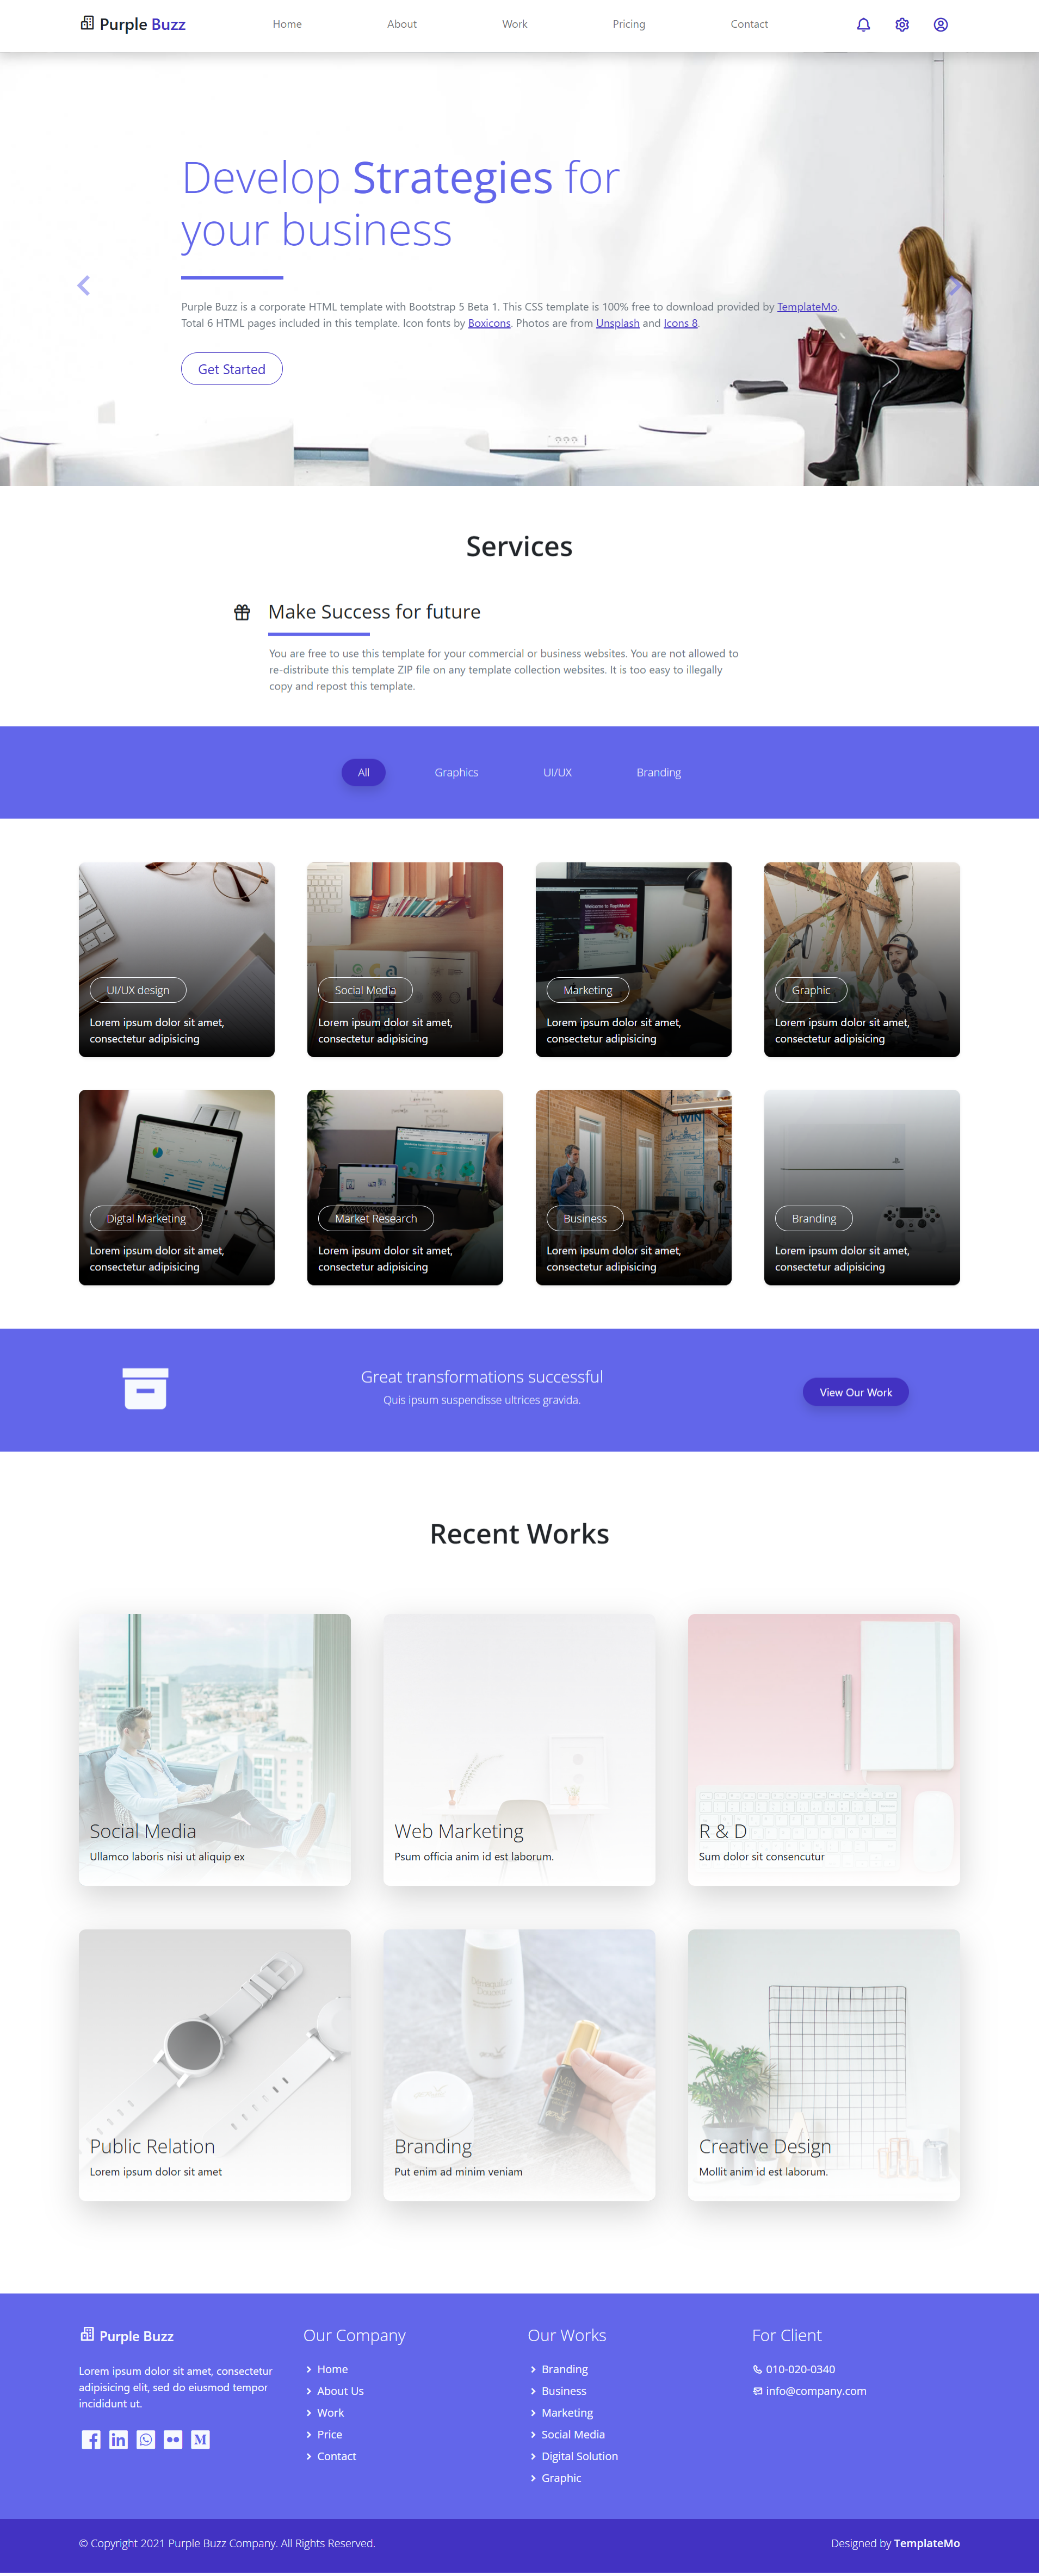 Purple Buzz
Home
About
Work
Pricing
Contact
Develop Strategies for
your business
Purple Buzz is a corporate HTML template with Bootstrap 5 Beta 1. This CSS template is 100% free to download provided by TemplateMo.
Total 6 HTML pages included in this template. Icon fonts by Boxicons. Photos are from Unsplash and Icons 8.
Get Started
Services
Make Success for future
You are free to use this template for your commercial or business websites. You are not allowed to
re-distribute this template ZIP file on any template collection websites. It is too easy to illegally
copy and repost this template.
All
Graphics
UI/UX
Branding
UI/UX design
Lorem ipsum dolor sit amet,
consectetur adipisicing
Social Media
Lorem ipsum dolor sit amet,
consectetur adipisicing
Marketing
Lorem ipsum dolor sit amet,
consectetur adipisicing
Graphic
Lorem ipsum dolor sit amet,
consectetur adipisicing
Digtal Marketing
Lorem ipsum dolor sit amet,
consectetur adipisicing
Market Research
Lorem ipsum dolor sit amet,
consectetur adipisicing
WIN
Business
Lorem ipsum dolor sit amet,
consectetur adipisicing
Branding
Lorem ipsum dolor sit amet,
consectetur adipisicing
Great transformations successful
Quis ipsum suspendisse ultrices gravida.
View Our Work
Recent Works
Social Media
Ullamco laboris nisi ut aliquip ex
Web Marketing
Psum officia anim id est laborum.
R & D
Sum dolor sit consencutur
Public Relation
Lorem ipsum dolor sit amet
Branding
Put enim ad minim veniam
Creative Design
Mollit anim id est laborum.
Purple Buzz
Lorem ipsum dolor sit amet, consectetur
adipisicing elit, sed do eiusmod tempor
incididunt ut.
Our Company
Home
About Us
Work
Price
Contact
Our Works
Branding
Business
Marketing
Social Media
Digital Solution
Graphic
For Client
010-020-0340
info@company.com
© Copyright 2021 Purple Buzz Company. All Rights Reserved.
Designed by TemplateMo